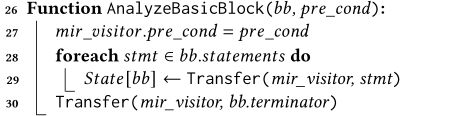 26 Function AnalyzeBasicBlock(bb, pre_cond):
27 mir_visitor.pre_cond = pre_cond
28 foreach stmt ∈ bb.statements do
29 State[bb] ← Transfer(mir_visitor, stmt)
30 Transfer(mir_visitor, bb.terminator)